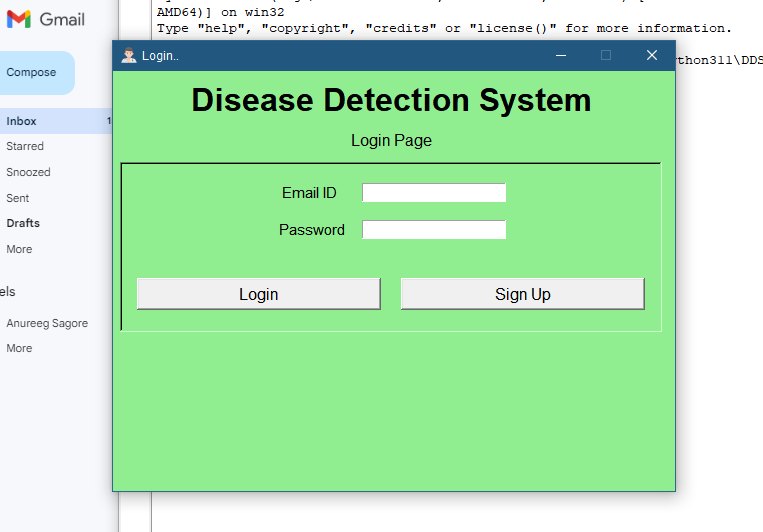 Gmail
Compose
Inbox 1
Starred
Snoozed
Sent
Drafts
More
els
Anureeg Sagore
More
AMD64)] on win32
Type "help", "copyright", "credits" or "license()" for more information.
ython311\DDS
Login..
Disease Detection System
Login Page
Email ID
Password
Login Sign Up